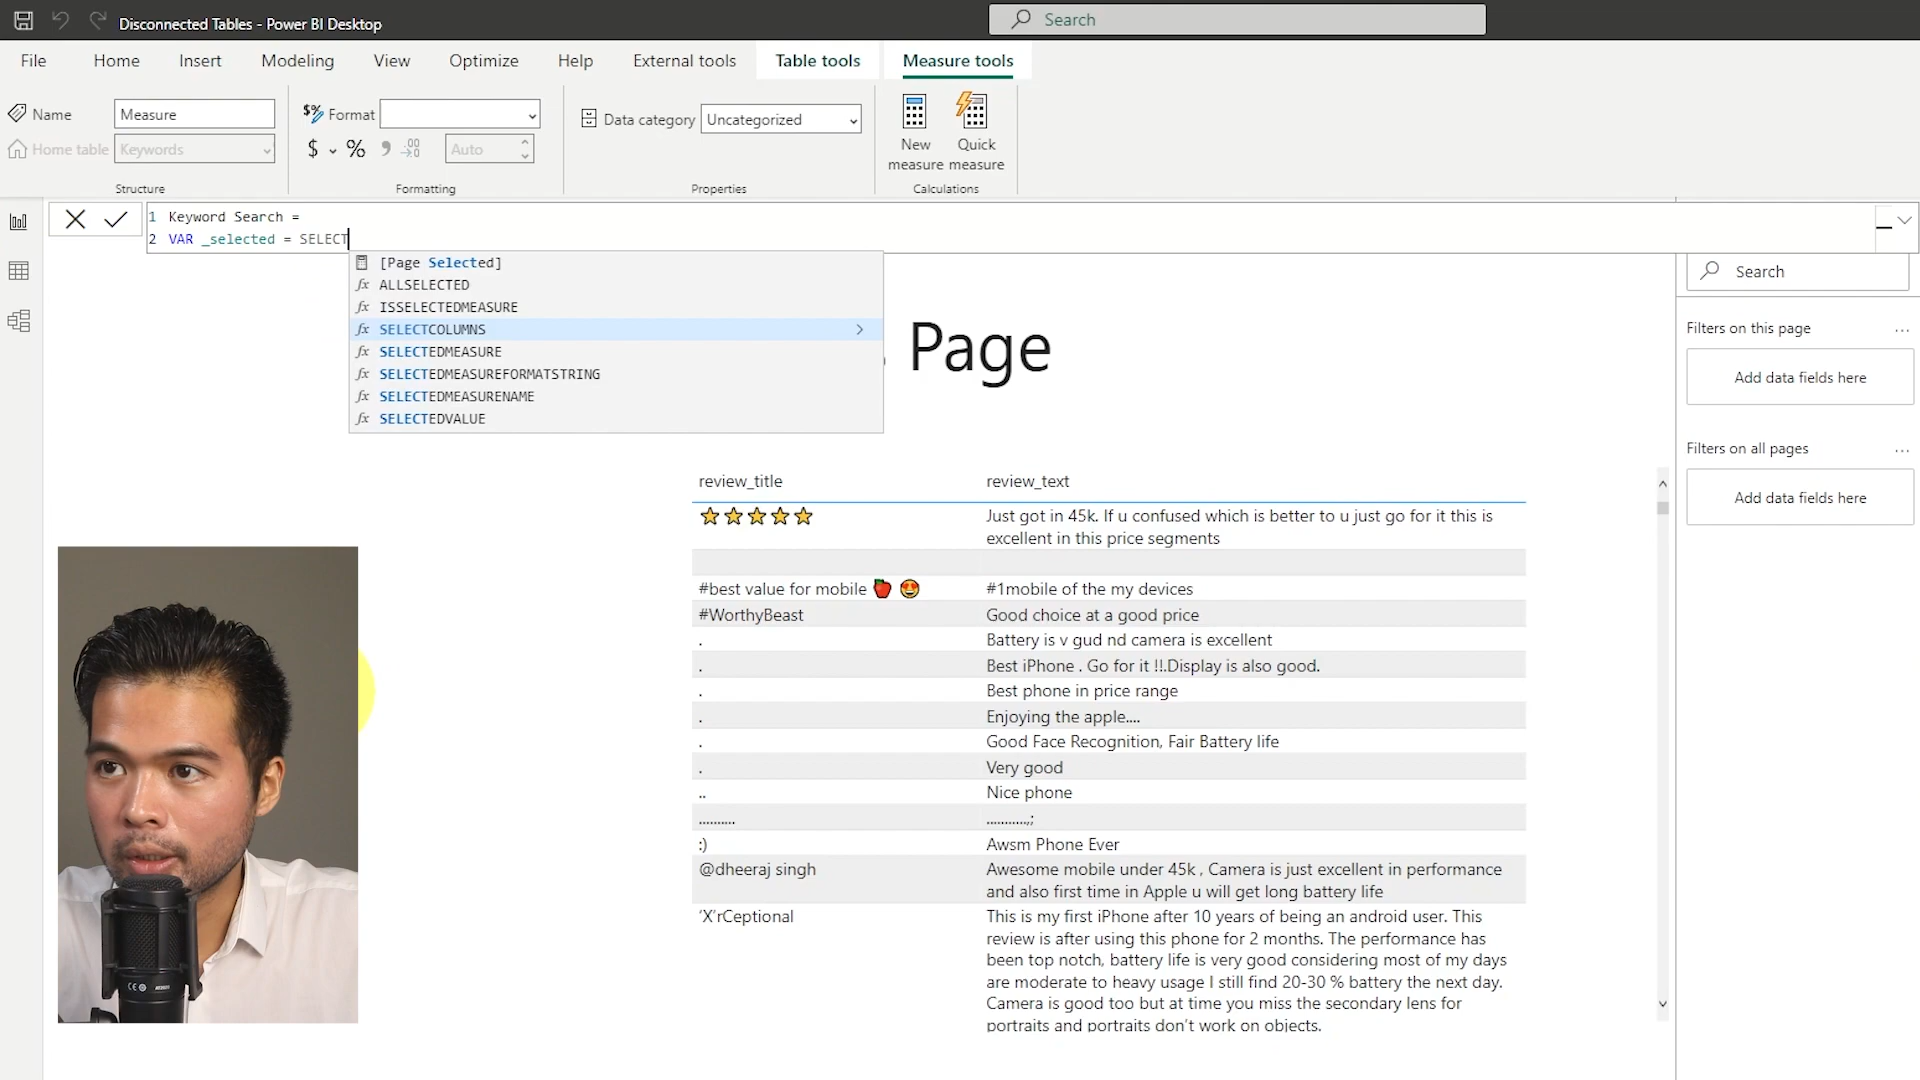 Disconnected Tables - Power BI Desktop
Search
File Home Insert Modeling View Optimize Help External tools Table tools Measure tools
Name Measure
Home table Keywords
Structure
$% Format
$ % Auto
Formatting
Data category Uncategorized
Properties
New measure
Quick measure
Calculations
1 Keyword Search =
2 VAR _selected = SELECT
[Page Selected]
fx ALLSELECTED
fx ISSELECTEDMEASURE
fx SELECTCOLUMNS
fx SELECTEDMEASURE
fx SELECTEDMEASUREFORMATSTRING
fx SELECTEDMEASURENAME
fx SELECTEDVALUE
Page
Search
Filters on this page ...
Add data fields here
Filters on all pages ...
Add data fields here
review_title review_text
⭐⭐⭐⭐⭐ Just got in 45k. If u confused which is better to u just go for it this is
excellent in this price segments
#best value for mobile 🍎 😍 #1mobile of the my devices
#WorthyBeast Good choice at a good price
. Battery is v gud nd camera is excellent
. Best iPhone . Go for it !!.Display is also good.
. Best phone in price range
. Enjoying the apple....
. Good Face Recognition, Fair Battery life
. Very good
.. Nice phone
.......... ............,;
:) Awsm Phone Ever
@dheeraj singh Awesome mobile under 45k , Camera is just excellent in performance
and also first time in Apple u will get long battery life
'X'rCeptional This is my first iPhone after 10 years of being an android user. This
review is after using this phone for 2 months. The performance has
been top notch, battery life is very good considering most of my days
are moderate to heavy usage I still find 20-30 % battery the next day.
Camera is good too but at time you miss the secondary lens for
portraits and portraits don't work on objects.